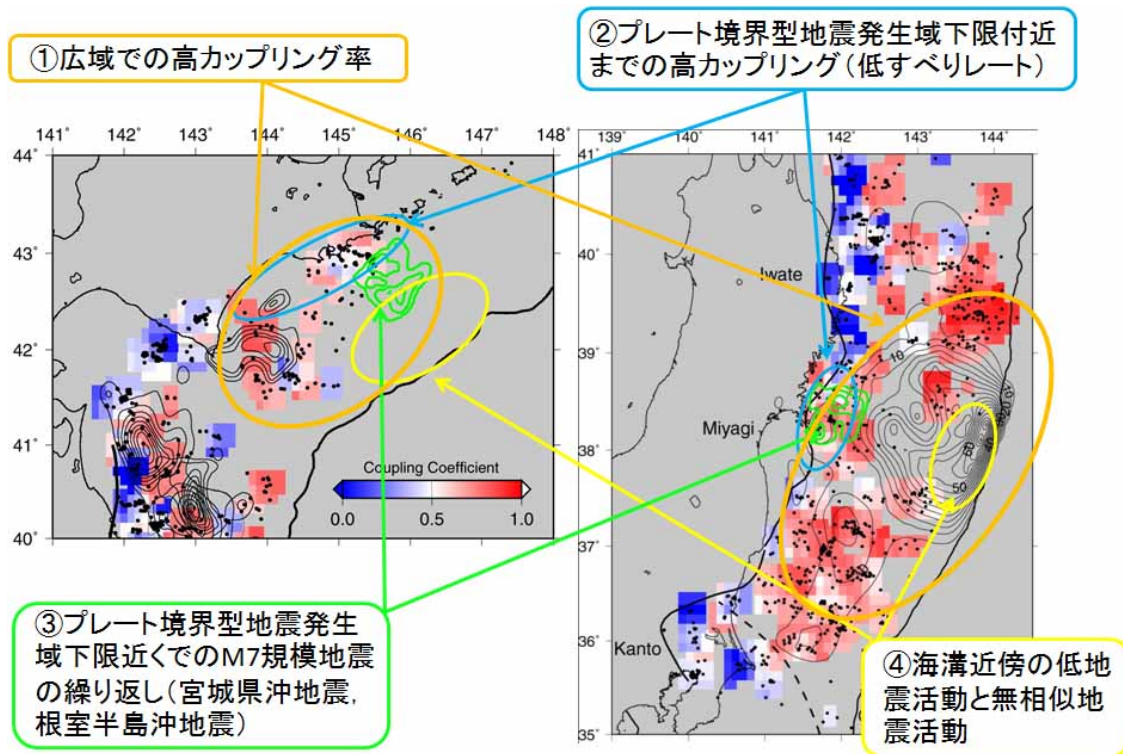 ①広域での高カップリング率
②プレート境界型地震発生域下限付近
までの高カップリング(低すべりレート)
141° 142° 143° 144° 145° 146° 147° 148°
44°
43°
42°
41°
40°
Coupling Coefficient
0.0 0.5 1.0
139° 140° 141° 142° 143° 144°
41°
40°
39°
38°
37°
36°
35°
Iwate
Miyagi
Kanto
10
50
60
40
20
③プレート境界型地震発生
域下限近くでのM7規模地震
の繰り返し(宮城県沖地震,
根室半島沖地震)
④海溝近傍の低地
震活動と無相似地
震活動